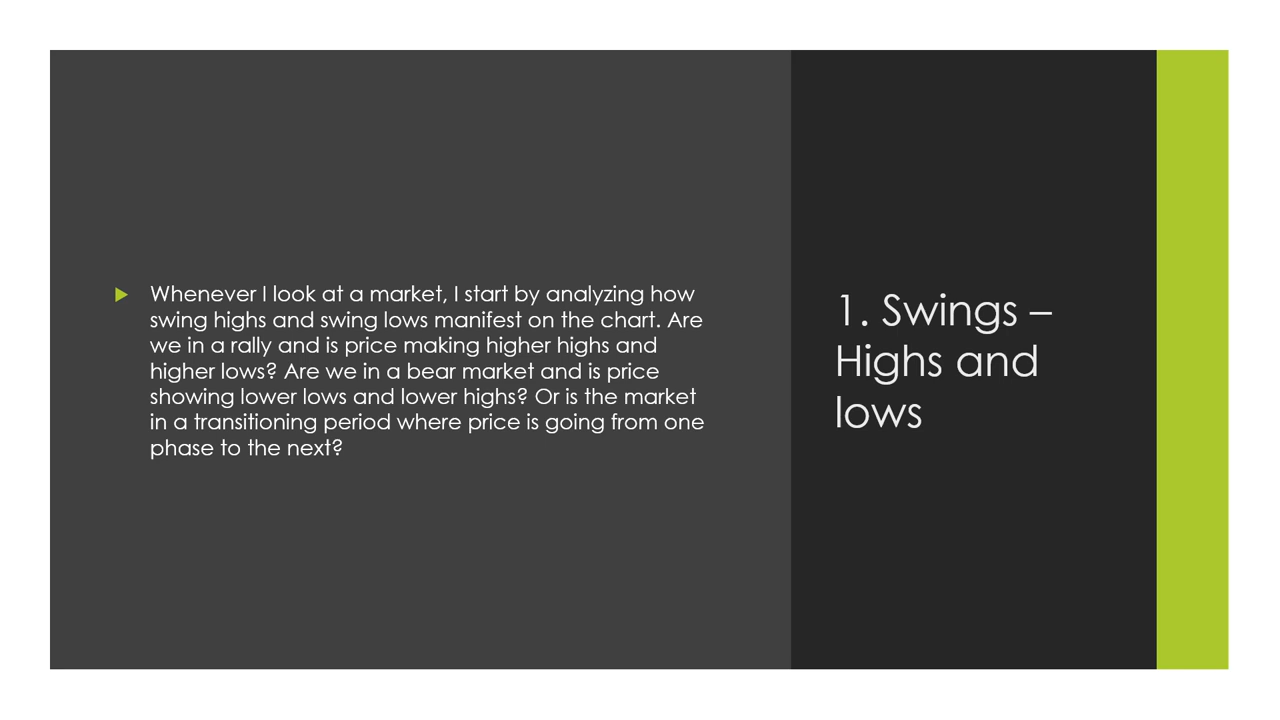 Whenever I look at a market, I start by analyzing how
swing highs and swing lows manifest on the chart. Are
we in a rally and is price making higher highs and
higher lows? Are we in a bear market and is price
showing lower lows and lower highs? Or is the market
in a transitioning period where price is going from one
phase to the next?
1. Swings –
Highs and
lows